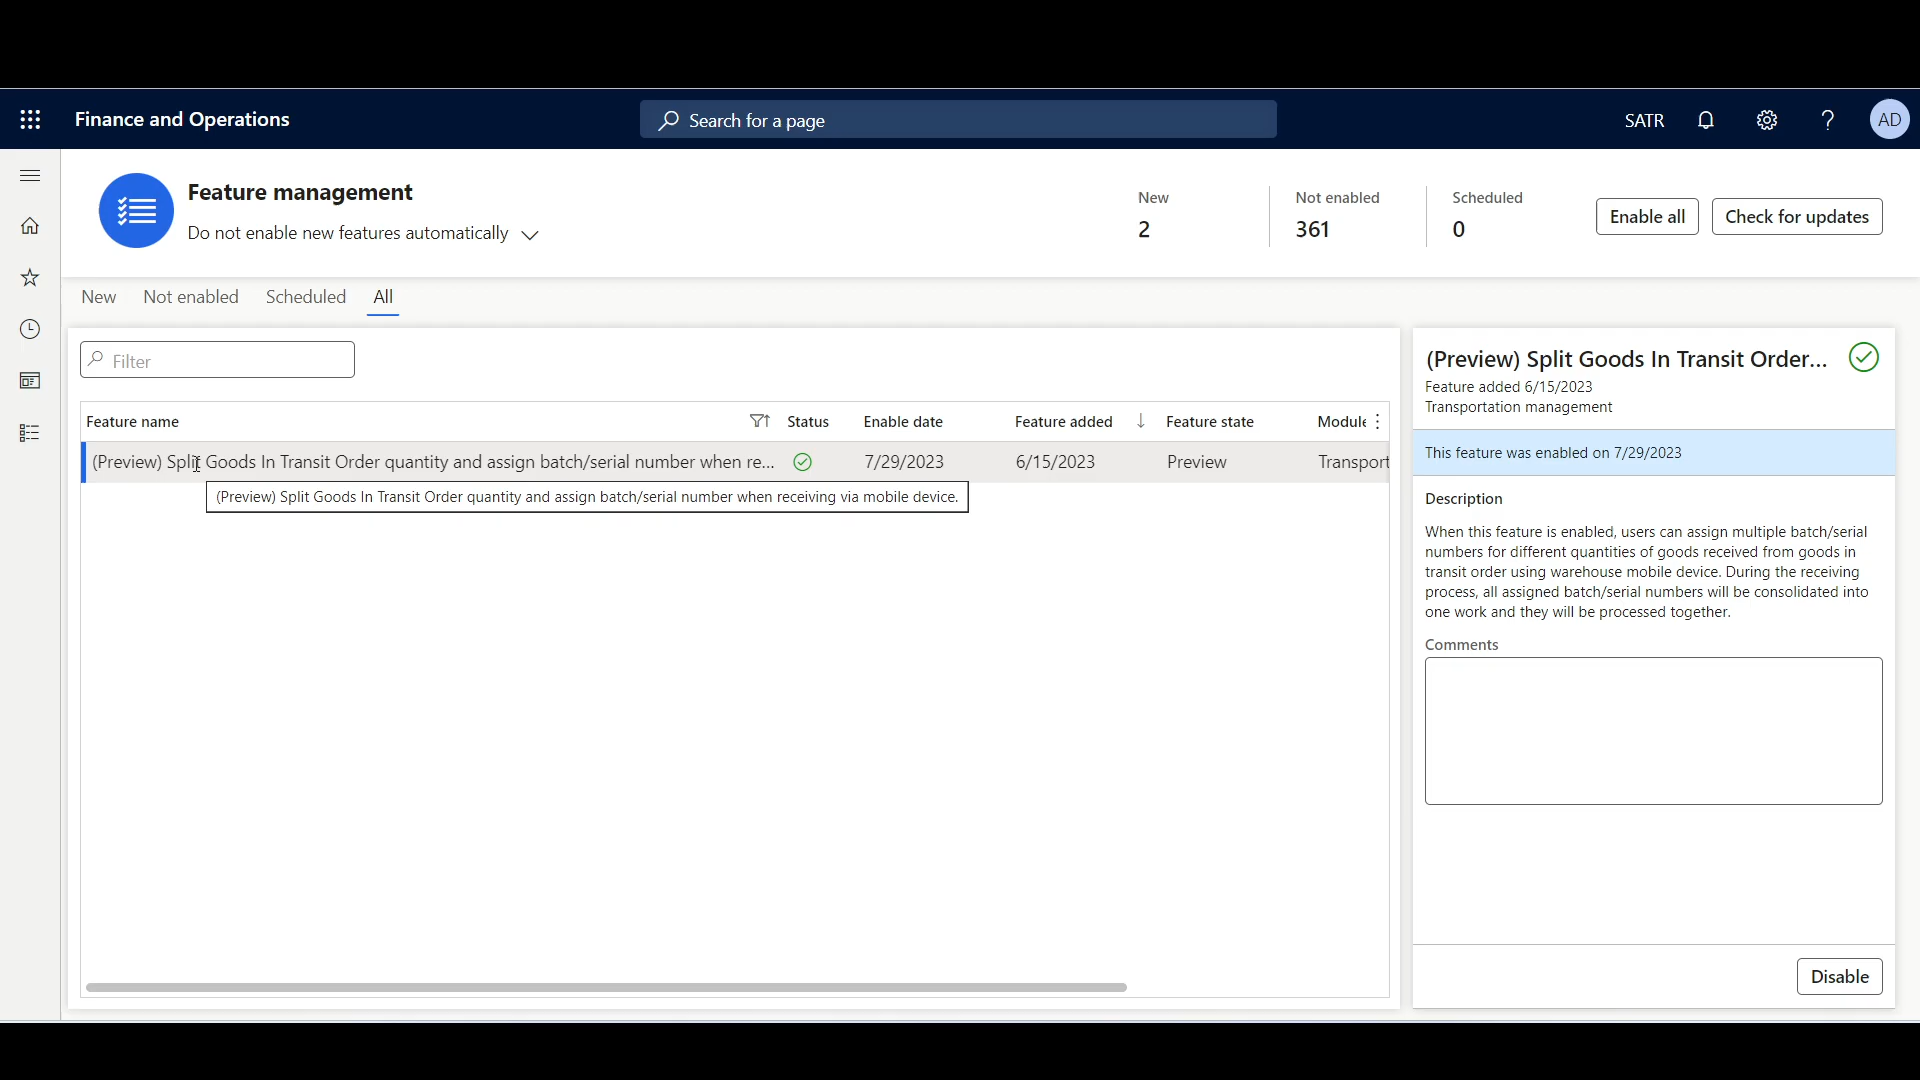 Finance and Operations
Search for a page
SATR
?
AD
Feature management
Do not enable new features automatically
New
2
Not enabled
361
Scheduled
0
Enable all
Check for updates
New
Not enabled
Scheduled
All
Filter
Feature name
Status
Enable date
Feature added
Feature state
Module
(Preview) Split Goods In Transit Order quantity and assign batch/serial number when re...
7/29/2023
6/15/2023
Preview
Transport
(Preview) Split Goods In Transit Order quantity and assign batch/serial number when receiving via mobile device.
(Preview) Split Goods In Transit Order...
Feature added 6/15/2023
Transportation management
This feature was enabled on 7/29/2023
Description
When this feature is enabled, users can assign multiple batch/serial
numbers for different quantities of goods received from goods in
transit order using warehouse mobile device. During the receiving
process, all assigned batch/serial numbers will be consolidated into
one work and they will be processed together.
Comments
Disable